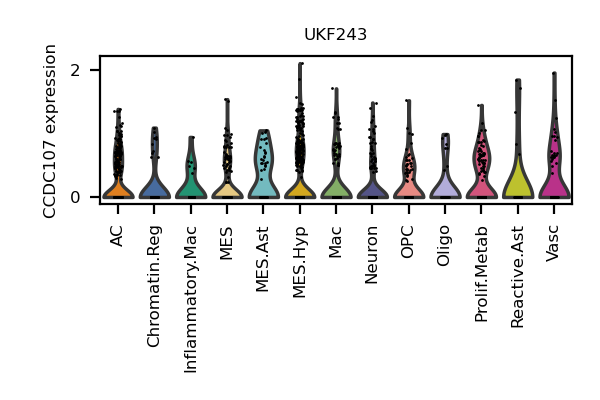 UKF243
CCDC107 expression
2
0
AC
Chromatin.Reg
Inflammatory.Mac
MES
MES.Ast
MES.Hyp
Mac
Neuron
OPC
Oligo
Prolif.Metab
Reactive.Ast
Vasc